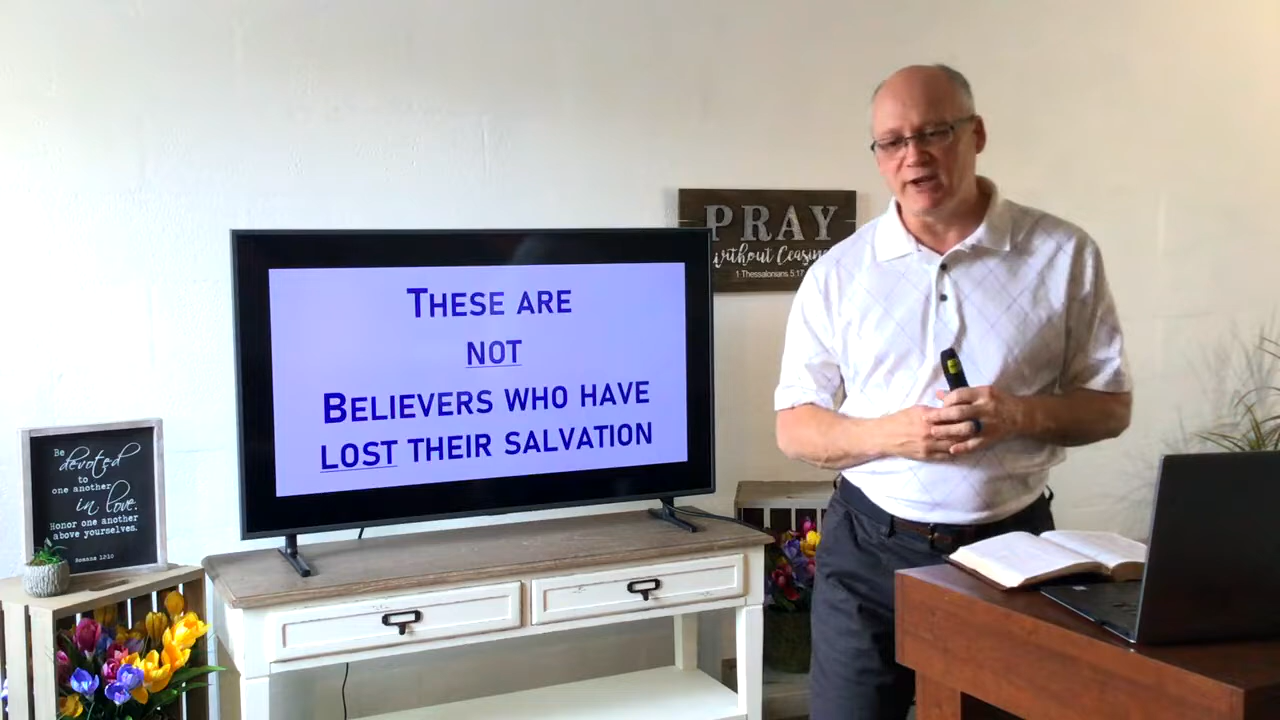 Be
devoted
to
one another
in love.
Honor one another
above yourselves.
Romans 12:10
THESE ARE
NOT
BELIEVERS WHO HAVE
LOST THEIR SALVATION
PRAY
without Ceasing
1 Thessalonians 5:17